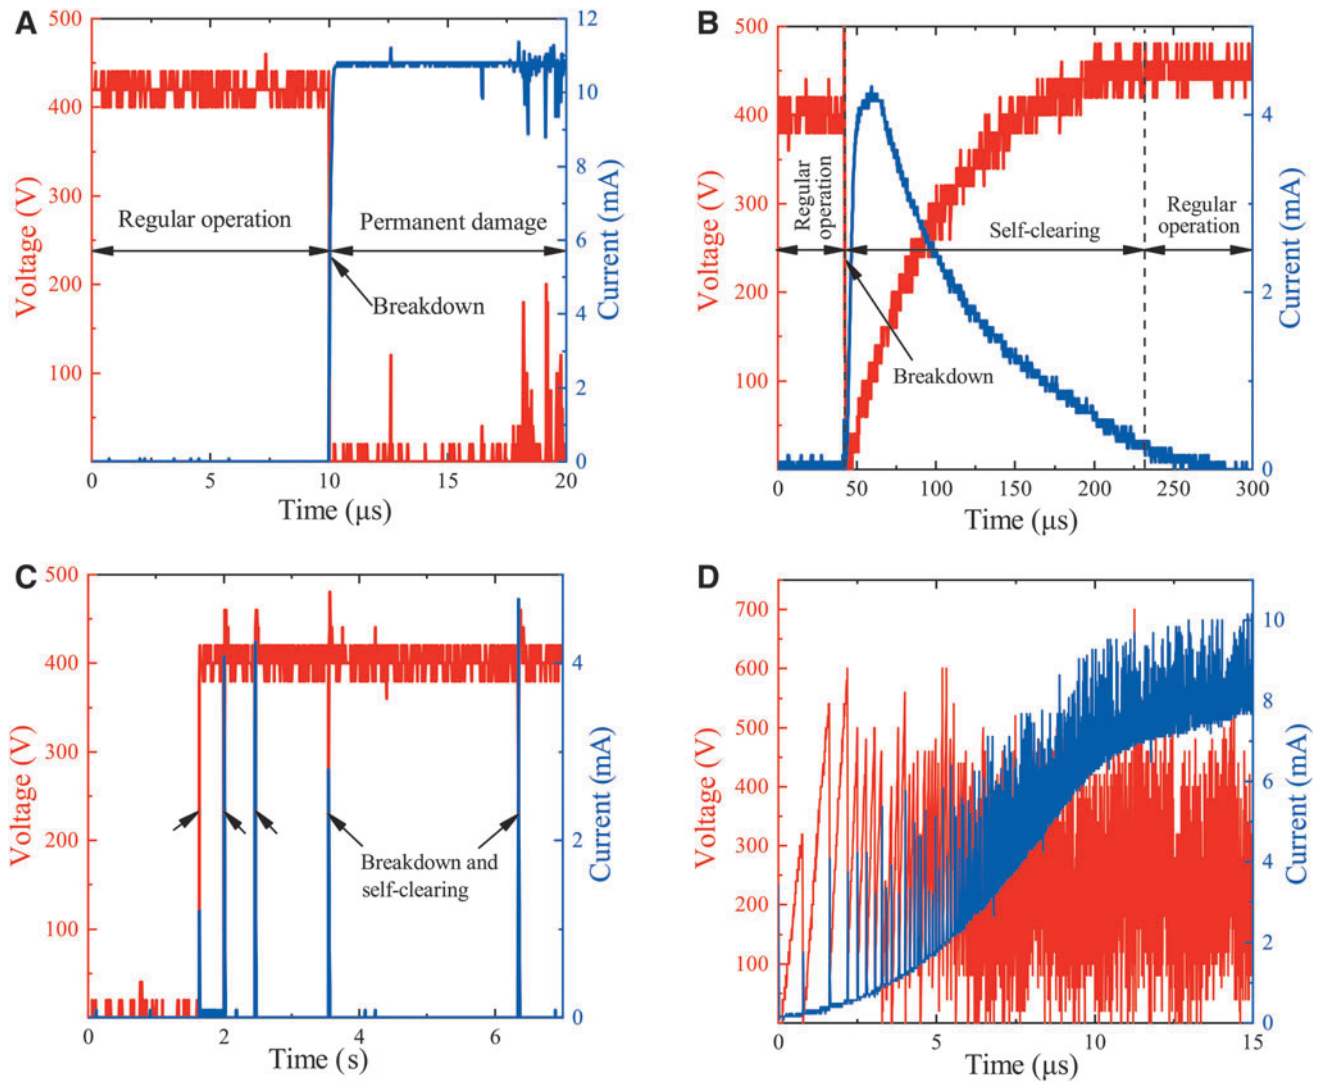 A
500
400
300
200
100
Voltage (V)
Regular operation
Permanent damage
Breakdown
12
10
8
6
4
2
0
Current (mA)
0
5
10
15
20
Time (μs)
B
500
400
300
200
100
Voltage (V)
Regular
operation
Self-clearing
Regular
operation
Breakdown
4
2
0
Current (mA)
0
50
100
150
200
250
300
Time (μs)
C
500
400
300
200
100
Voltage (V)
Breakdown and
self-clearing
4
2
0
Current (mA)
0
2
4
6
Time (s)
D
700
600
500
400
300
200
100
Voltage (V)
10
8
6
4
2
0
Current (mA)
0
5
10
15
Time (μs)